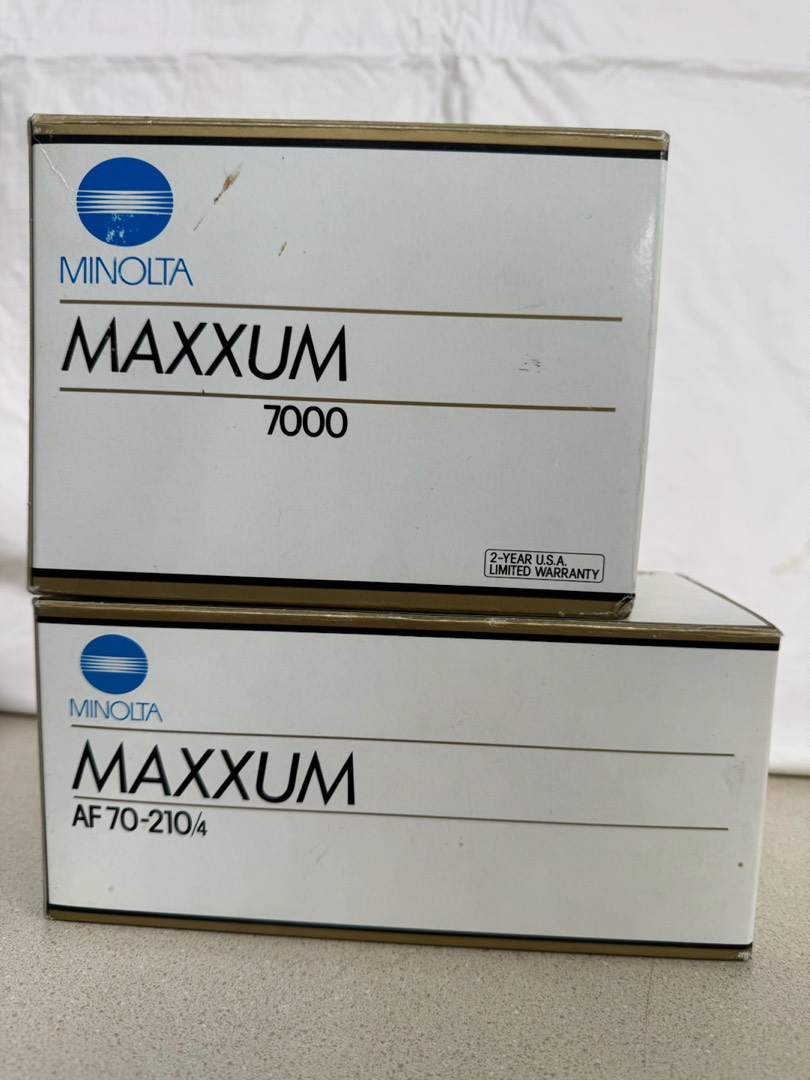 MINOLTA
MAXXUM
7000
2-YEAR U.S.A.
LIMITED WARRANTY
MINOLTA
MAXXUM
AF 70-210/4